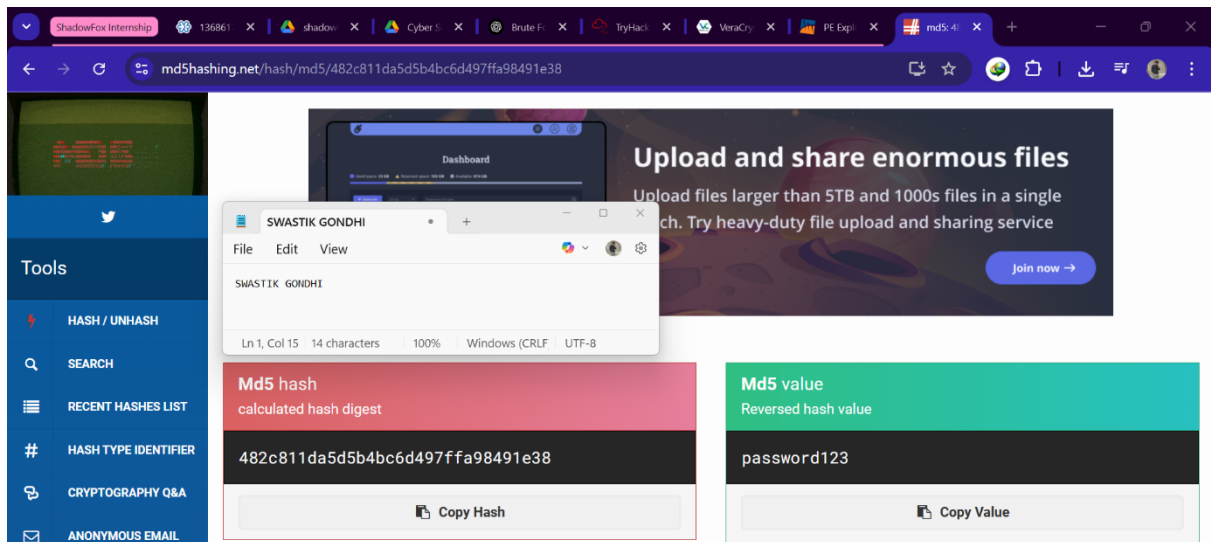 ShadowFox Internship
136861
shadow
Cyber S
Brute Fo
TryHack
VeraCry
PE Expl
md5: 48
md5hashing.net/hash/md5/482c811da5d5b4bc6d497ffa98491e38
Dashboard
Upload and share enormous files
Upload files larger than 5TB and 1000s files in a single
ch. Try heavy-duty file upload and sharing service
Join now →
Tools
HASH / UNHASH
SEARCH
RECENT HASHES LIST
HASH TYPE IDENTIFIER
CRYPTOGRAPHY Q&A
ANONYMOUS EMAIL
SWASTIK GONDHI
File Edit View
SWASTIK GONDHI
Ln 1, Col 15 14 characters 100% Windows (CRLF UTF-8
Md5 hash
calculated hash digest
482c811da5d5b4bc6d497ffa98491e38
Copy Hash
Md5 value
Reversed hash value
password123
Copy Value